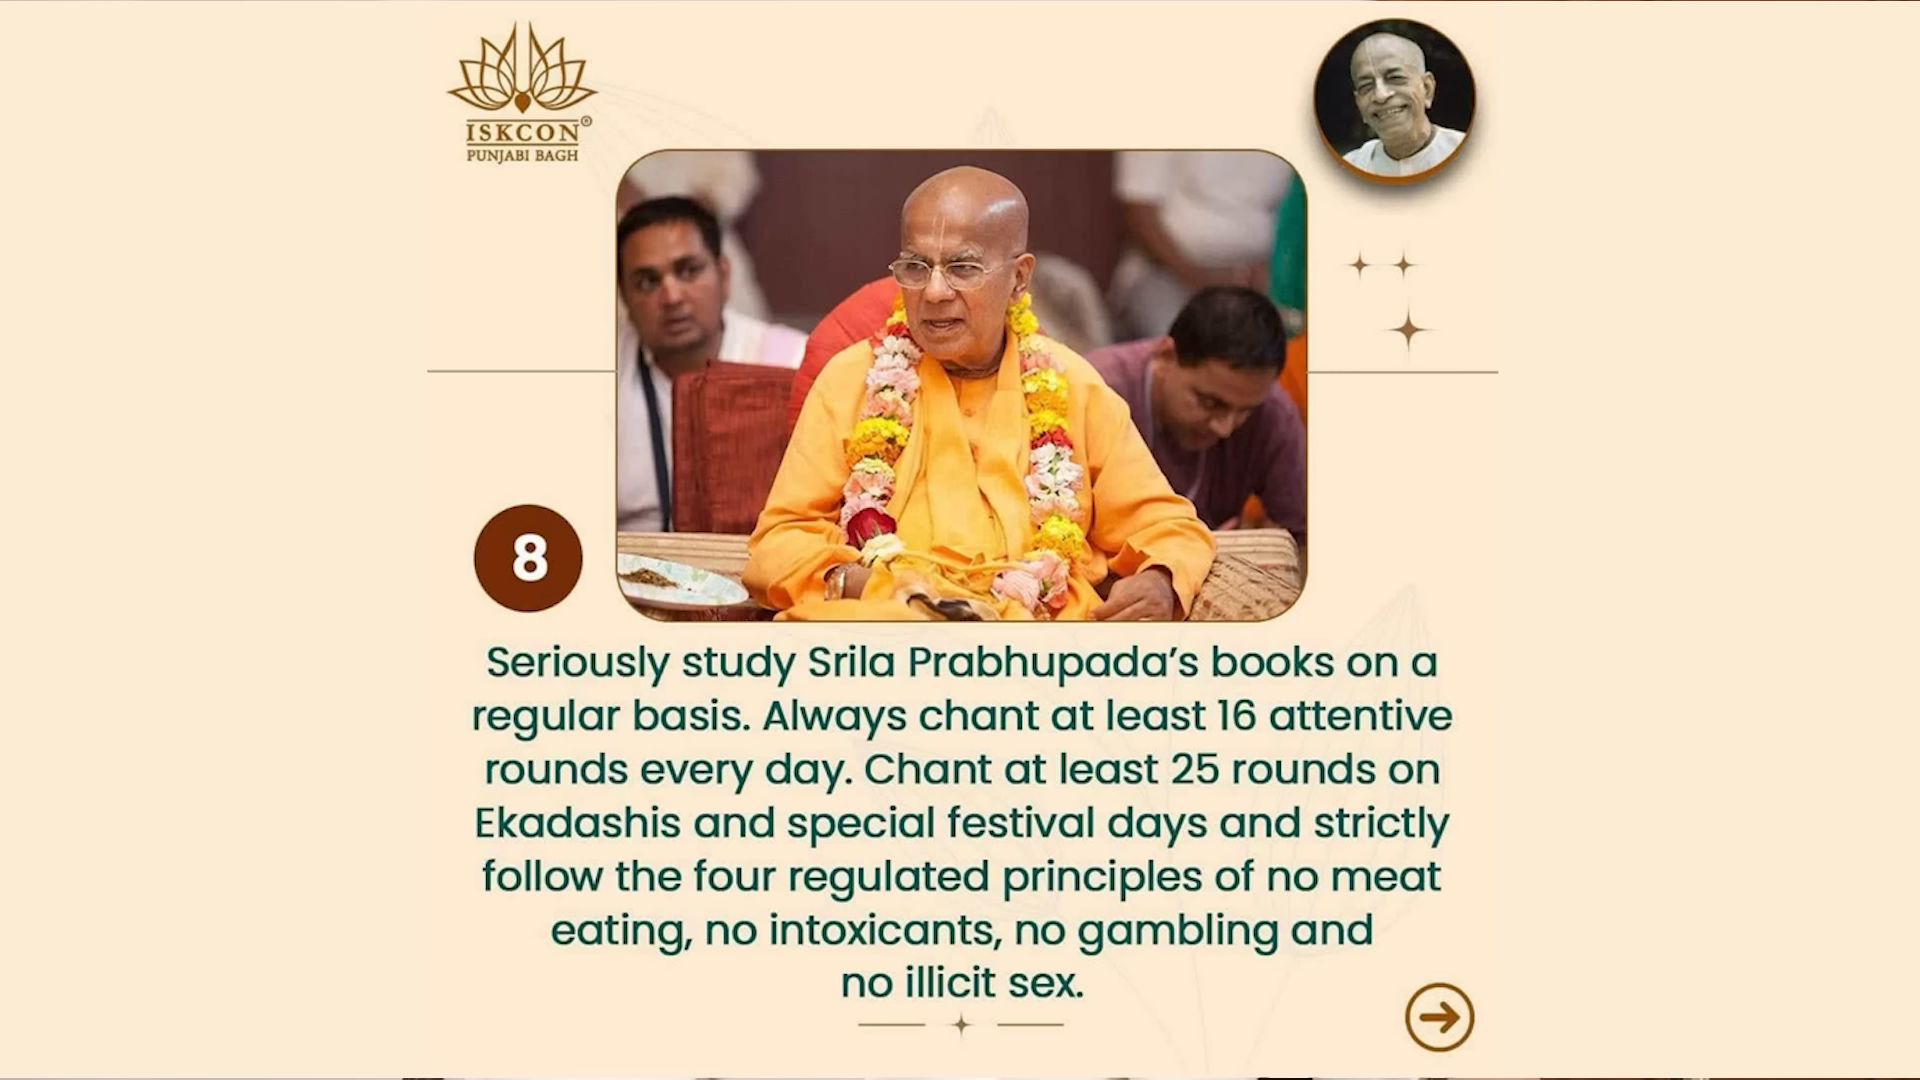 ISKCON®
PUNJABI BAGH
8
Seriously study Srila Prabhupada’s books on a
regular basis. Always chant at least 16 attentive
rounds every day. Chant at least 25 rounds on
Ekadashis and special festival days and strictly
follow the four regulated principles of no meat
eating, no intoxicants, no gambling and
no illicit sex.